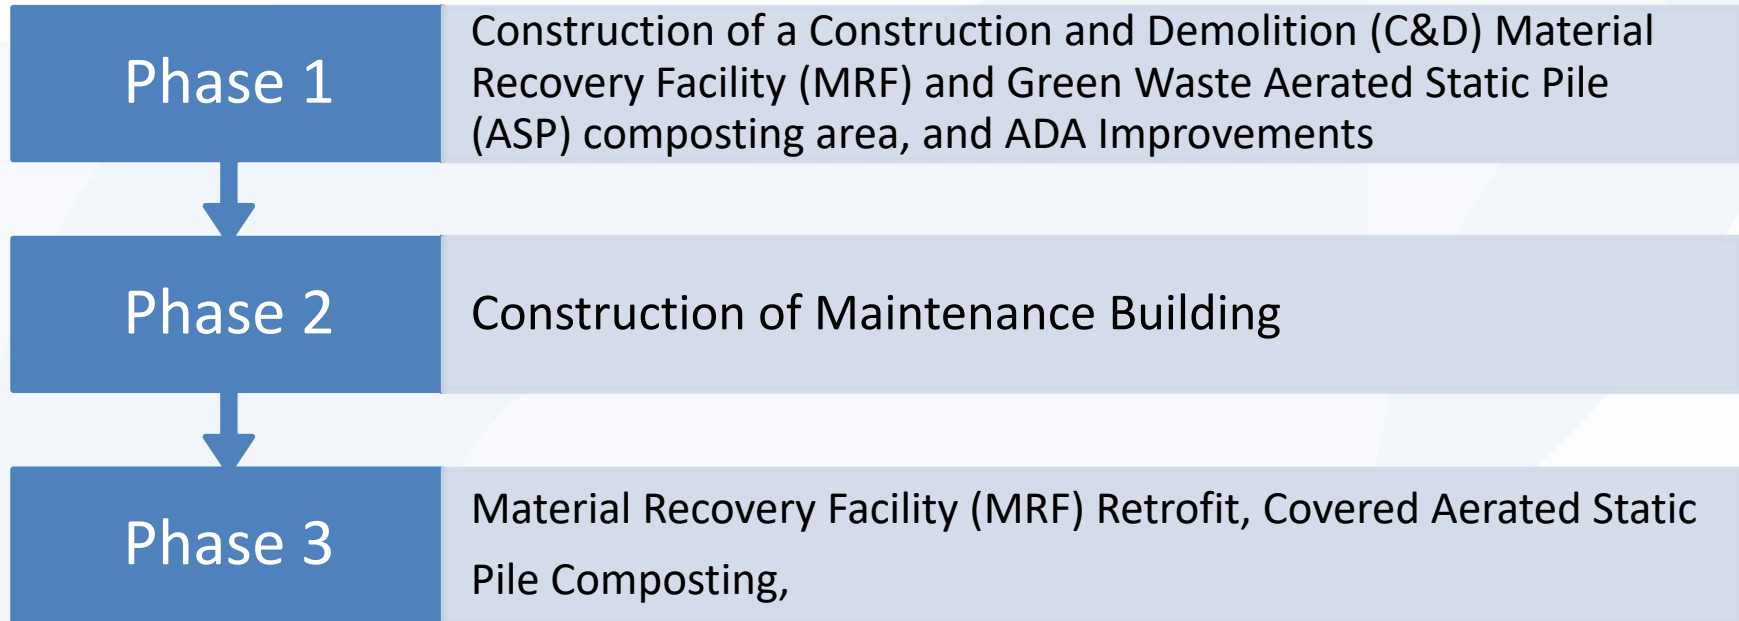 Phase 1
Construction of a Construction and Demolition (C&D) Material
Recovery Facility (MRF) and Green Waste Aerated Static Pile
(ASP) composting area, and ADA Improvements
Phase 2
Construction of Maintenance Building
Phase 3
Material Recovery Facility (MRF) Retrofit, Covered Aerated Static
Pile Composting,